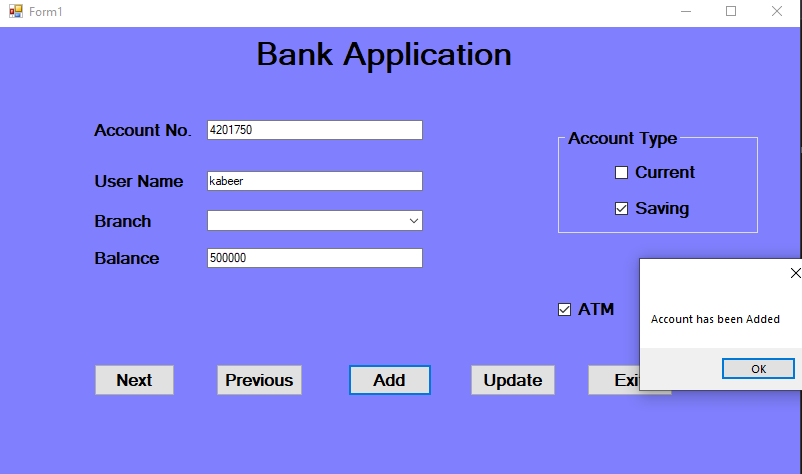 Form1
Bank Application
Account No. 4201750
Account Type
Current
User Name kabeer
Saving
Branch
Balance 500000
ATM
Account has been Added
OK
Next Previous Add Update Exi